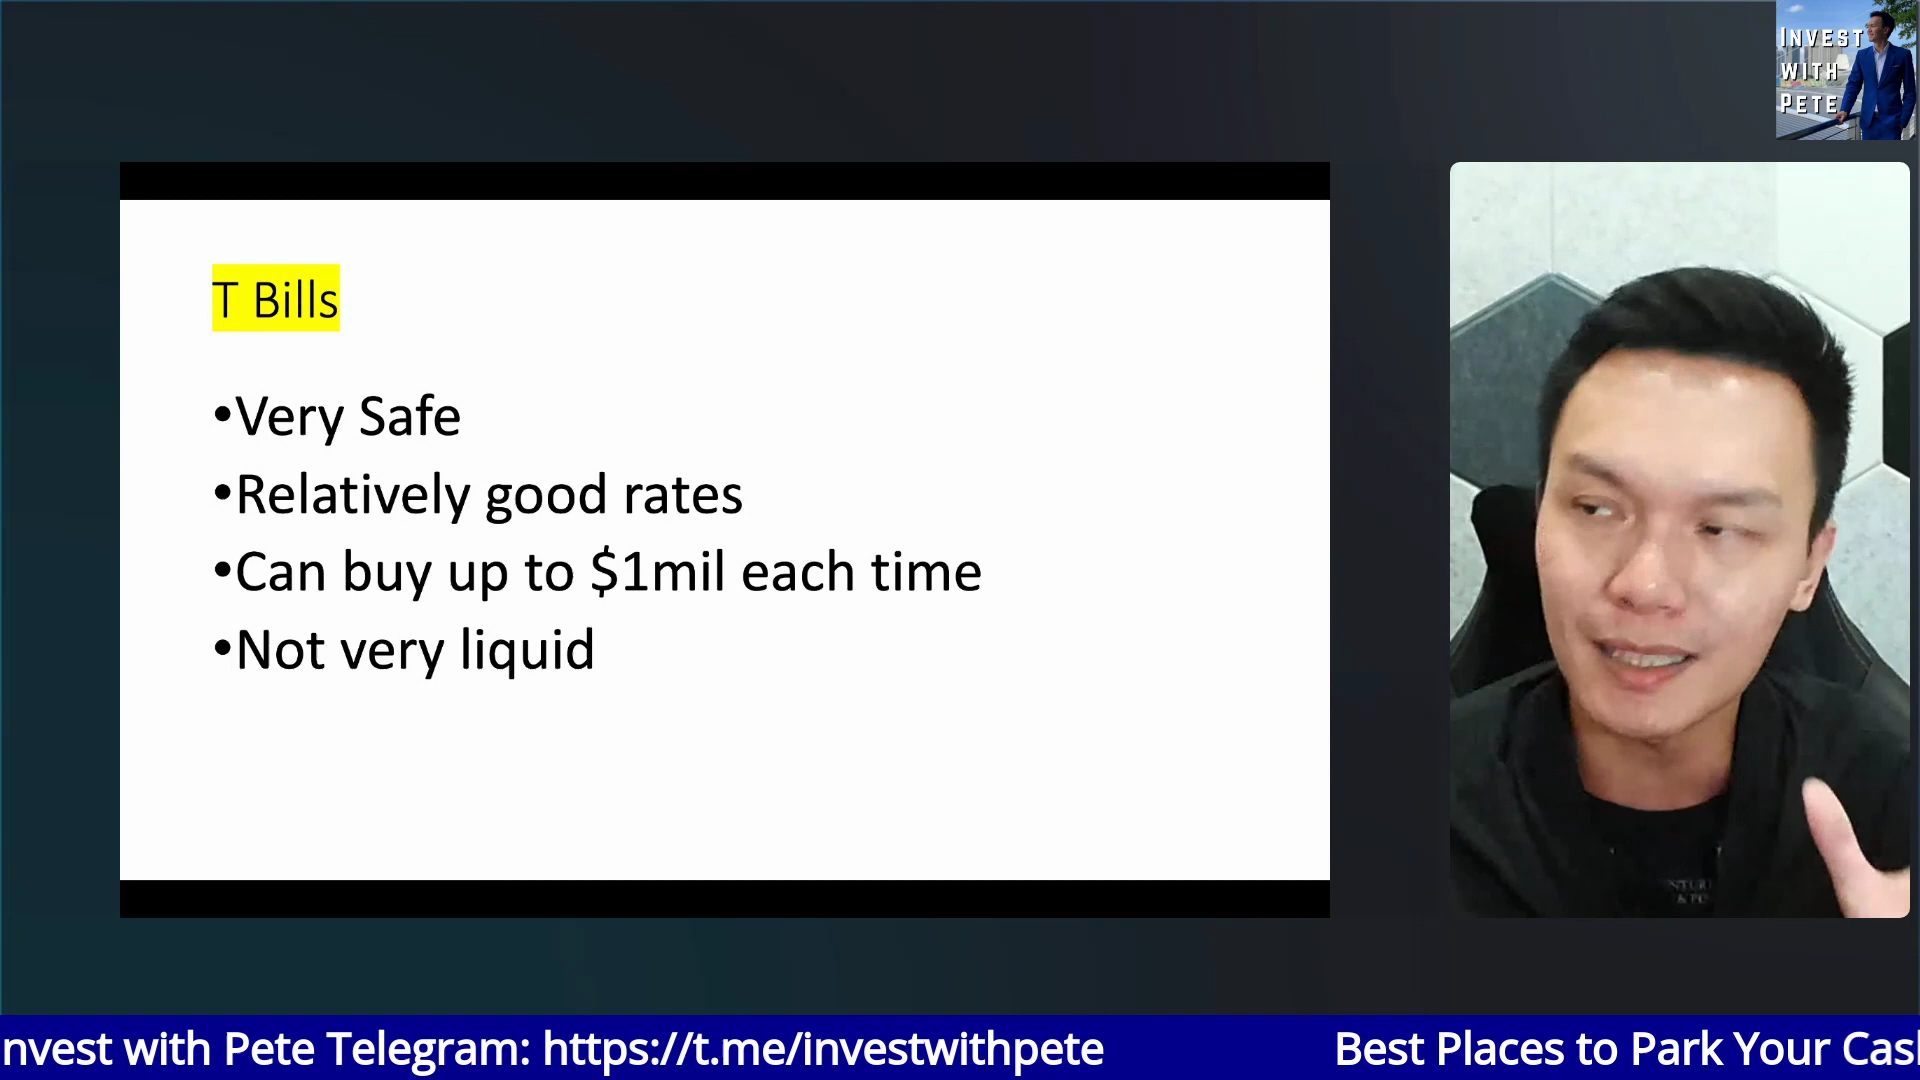 INVEST
WITH
PETE
T Bills
•Very Safe
•Relatively good rates
•Can buy up to $1mil each time
•Not very liquid
nvest with Pete Telegram: https://t.me/investwithpete
Best Places to Park Your Cas